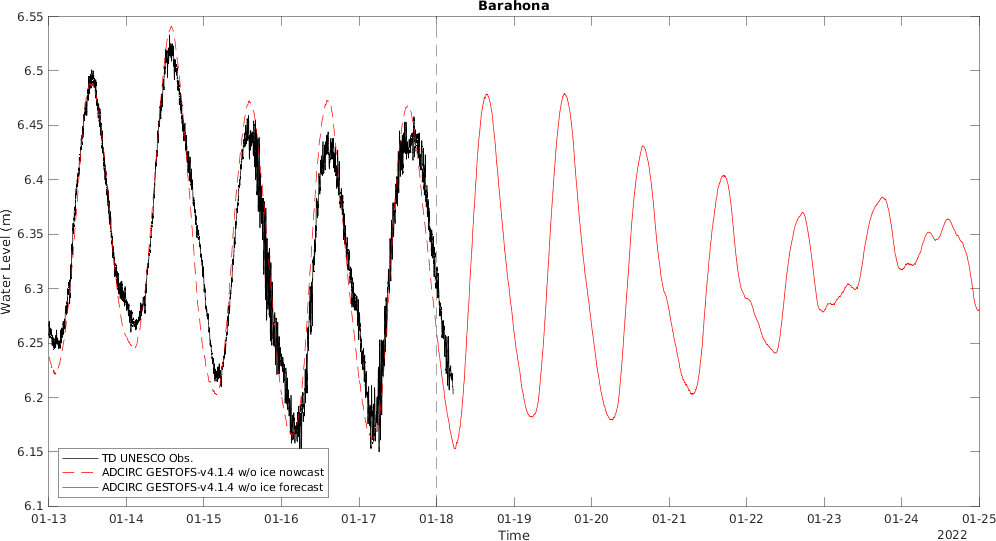 Barahona
6.55
6.5
6.45
6.4
6.35
6.3
6.25
6.2
6.15
6.1
Water Level (m)
TD UNESCO Obs.
ADCIRC GESTOFS-v4.1.4 w/o ice nowcast
ADCIRC GESTOFS-v4.1.4 w/o ice forecast
01-13 01-14 01-15 01-16 01-17 01-18 01-19 01-20 01-21 01-22 01-23 01-24 01-25
Time
2022